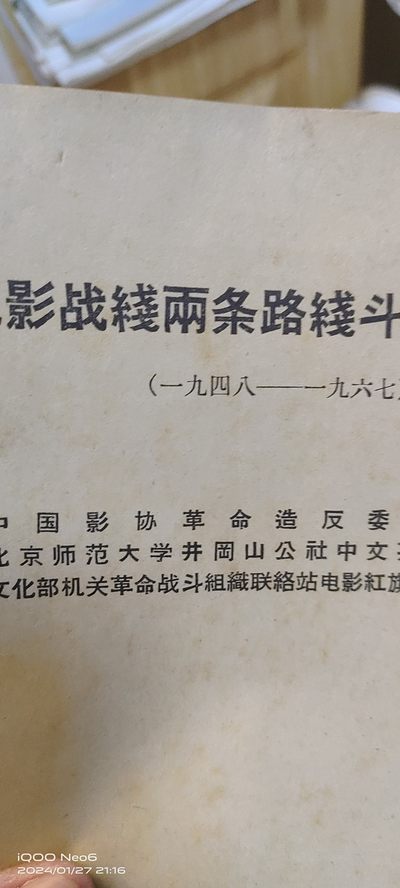 影战綫兩条路綫斗
（一九四八——一九六七
中国影协革命造反委
北京师范大学井岡山公社中文
文化部机关革命战斗組織联絡站电影紅旗
iQOO Neo6
2024/01/27 21:16